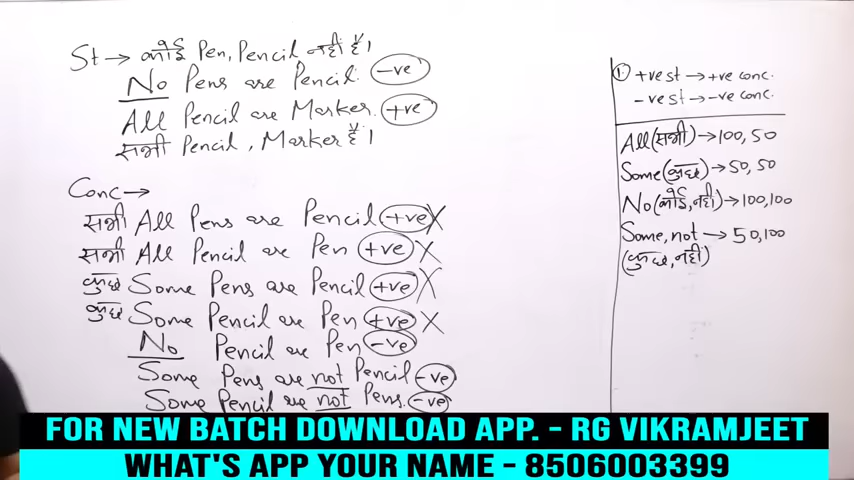 St → कोई Pen, Pencil नहीं है।
No Pens are Pencil. -ve
All Pencil are Marker. +ve
सभी Pencil, Marker है।
Conc →
सभी All Pens are Pencil +ve X
सभी All Pencil are Pen +ve X
कुछ Some Pens are Pencil +ve X
कुछ Some Pencil are Pen +ve X
No Pencil are Pen -ve
Some Pens are not Pencil -ve
Some Pencil are not Pens. -ve
1. +ve st → +ve conc.
-ve st → -ve conc.
All (सभी) → 100, 50
Some (कुछ) → 50, 50
No (कोई, नहीं) → 100, 100
Some, not → 50, 100
(कुछ, नहीं)
FOR NEW BATCH DOWNLOAD APP. - RG VIKRAMJEET
WHAT'S APP YOUR NAME - 8506003399